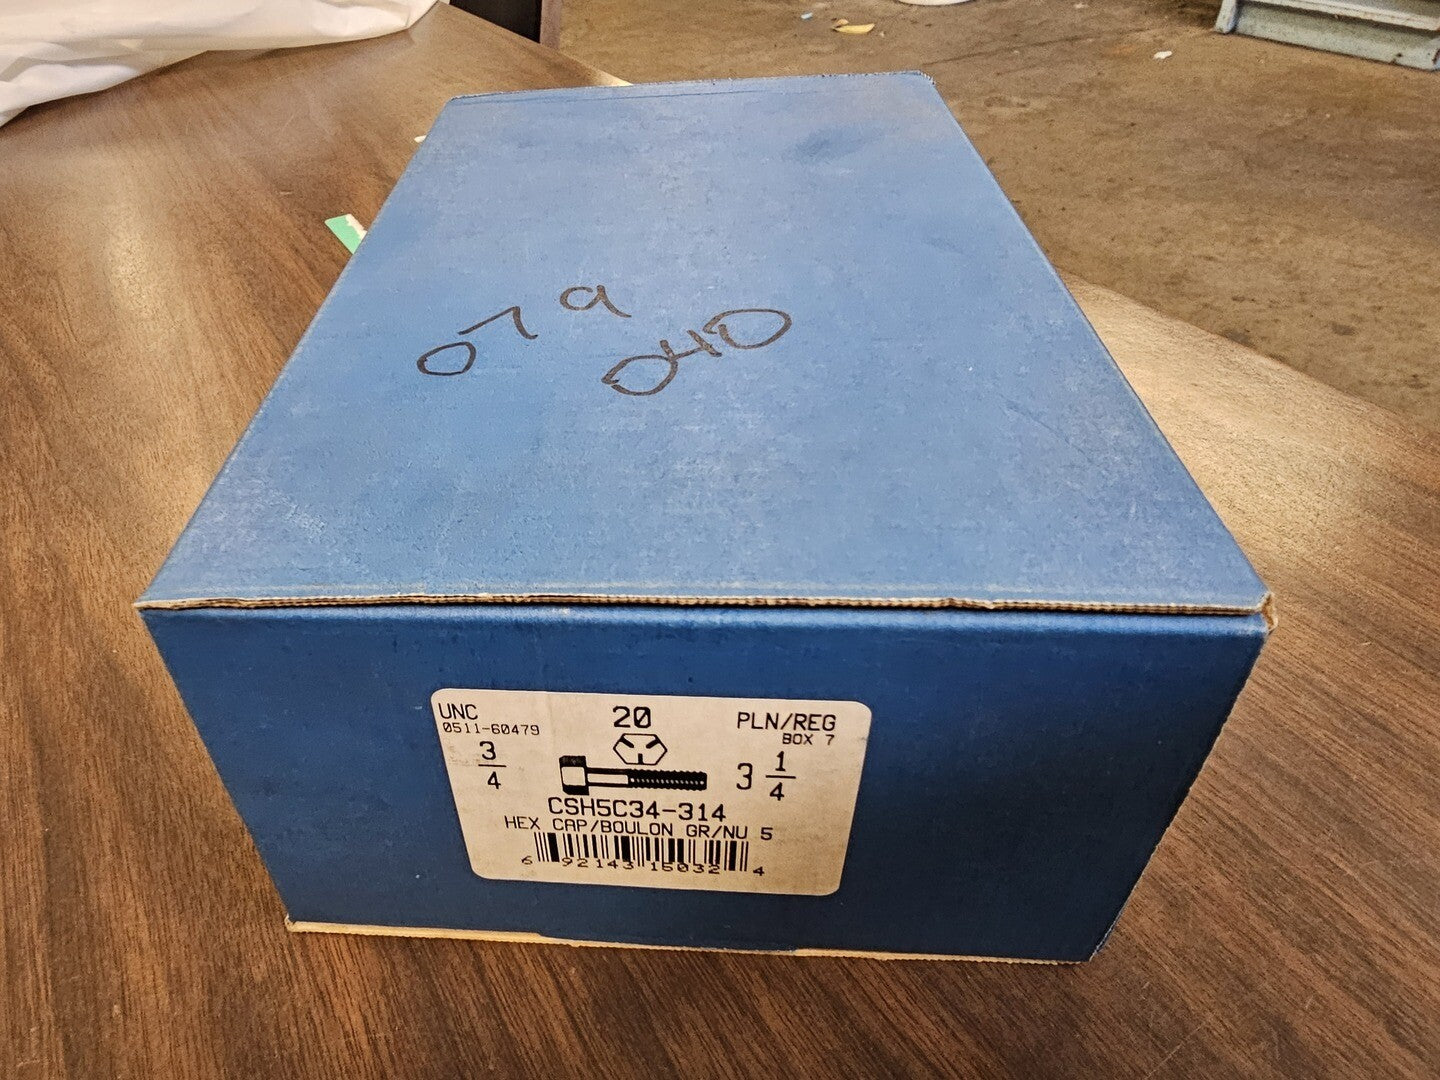 079
040
UNC
20
PLN/REG
0511-60479
BOX 7
3/4
3 1/4
CSH5C34-314
HEX CAP/BOULON GR/NU 5
6 92143 15032 4